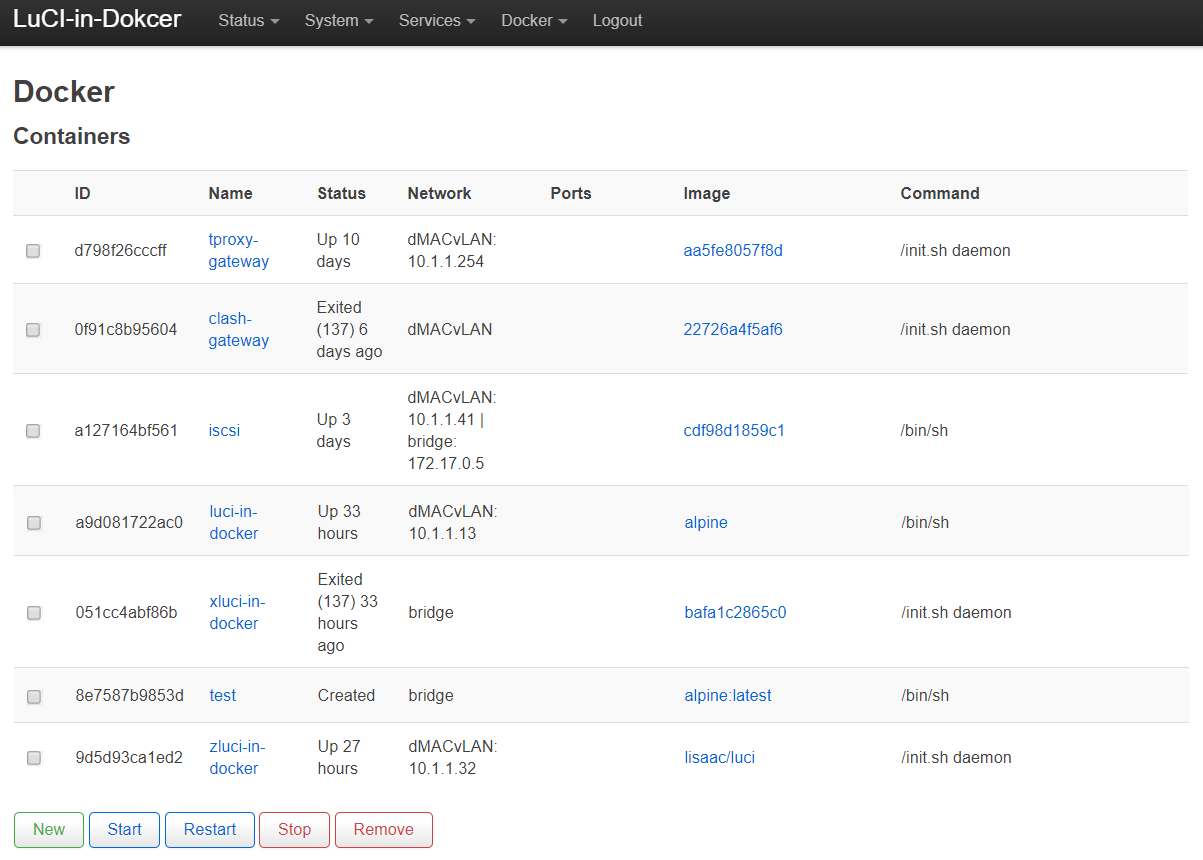 LuCI-in-Dokcer Status System Services Docker Logout
Docker
Containers
ID Name Status Network Ports Image Command
d798f26cccff tproxy-gateway Up 10 days dMACvLAN: 10.1.1.254 aa5fe8057f8d /init.sh daemon
0f91c8b95604 clash-gateway Exited (137) 6 days ago dMACvLAN 22726a4f5af6 /init.sh daemon
a127164bf561 iscsi Up 3 days dMACvLAN: 10.1.1.41 | bridge: 172.17.0.5 cdf98d1859c1 /bin/sh
a9d081722ac0 luci-in-docker Up 33 hours dMACvLAN: 10.1.1.13 alpine /bin/sh
051cc4abf86b xluci-in-docker Exited (137) 33 hours ago bridge bafa1c2865c0 /init.sh daemon
8e7587b9853d test Created bridge alpine:latest /bin/sh
9d5d93ca1ed2 zluci-in-docker Up 27 hours dMACvLAN: 10.1.1.32 lisaac/luci /init.sh daemon
New Start Restart Stop Remove